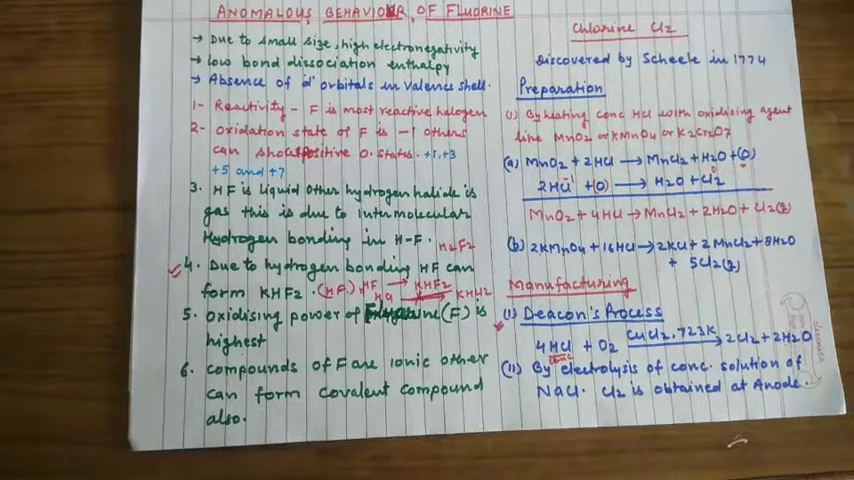 ANOMALOUS BEHAVIOUR OF FLUORINE
→ Due to small size, high electronegativity
→ Low bond dissociation enthalpy
→ Absence of d orbitals in valence shell.
1- Reactivity - F is most reactive halogen
2- Oxidation state of F is -1 others
can show positive O. States. +1, +3
+5 and +7
3. HF is liquid other hydrogen halide is
gas this is due to Intermolecular
Hydrogen bonding in H-F. H2F2
4. Due to hydrogen bonding HF can
form KHF2. (HF) HF → KHF2
5. Oxidising power of (F) is
highest
6. compounds of F are ionic other
can form covalent compound
also.
Chlorine Cl2
Discovered by Scheele in 1774
Preparation
(1) By heating conc HCl with oxidising agent
like MnO2 or KMnO4 or K2Cr2O7
(a) MnO2 + 2HCl → MnCl2 + H2O + (O)
2HCl + (O) → H2O + Cl2
MnO2 + 4HCl → MnCl2 + 2H2O + Cl2(g)
(b) 2KMnO4 + 16HCl → 2KCl + 2MnCl2 + 8H2O
+ 5Cl2(g)
Manufacturing
(1) Deacon's Process
4HCl + O2 CuCl2, 723K → 2Cl2 + 2H2O
(11) By electrolysis of conc. solution of
NaCl. Cl2 is obtained at Anode.